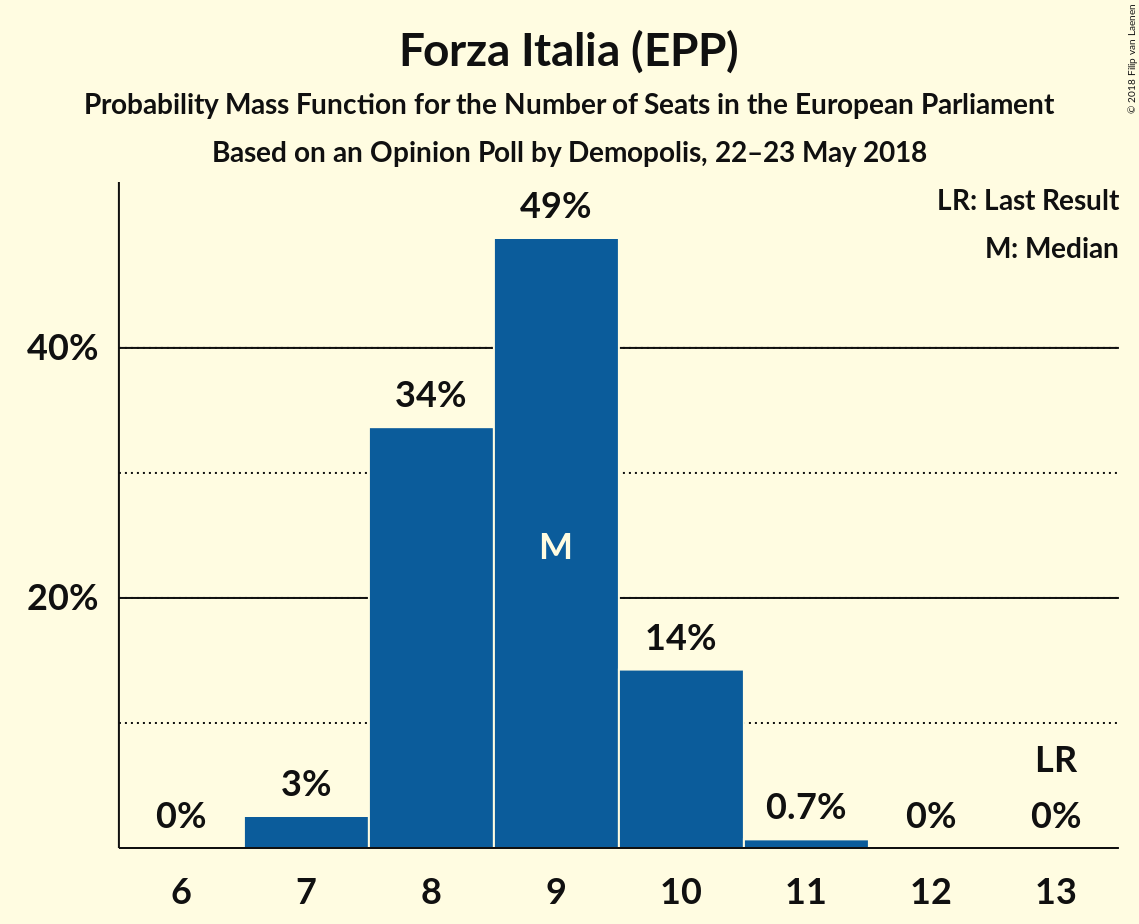 Forza Italia (EPP)
Probability Mass Function for the Number of Seats in the European Parliament
Based on an Opinion Poll by Demopolis, 22–23 May 2018
© 2018 Filip van Laenen
LR: Last Result
M: Median
49%
40%
34%
M
20%
14%
LR
0%
3%
0.7%
0%
0%
6 7 8 9 10 11 12 13